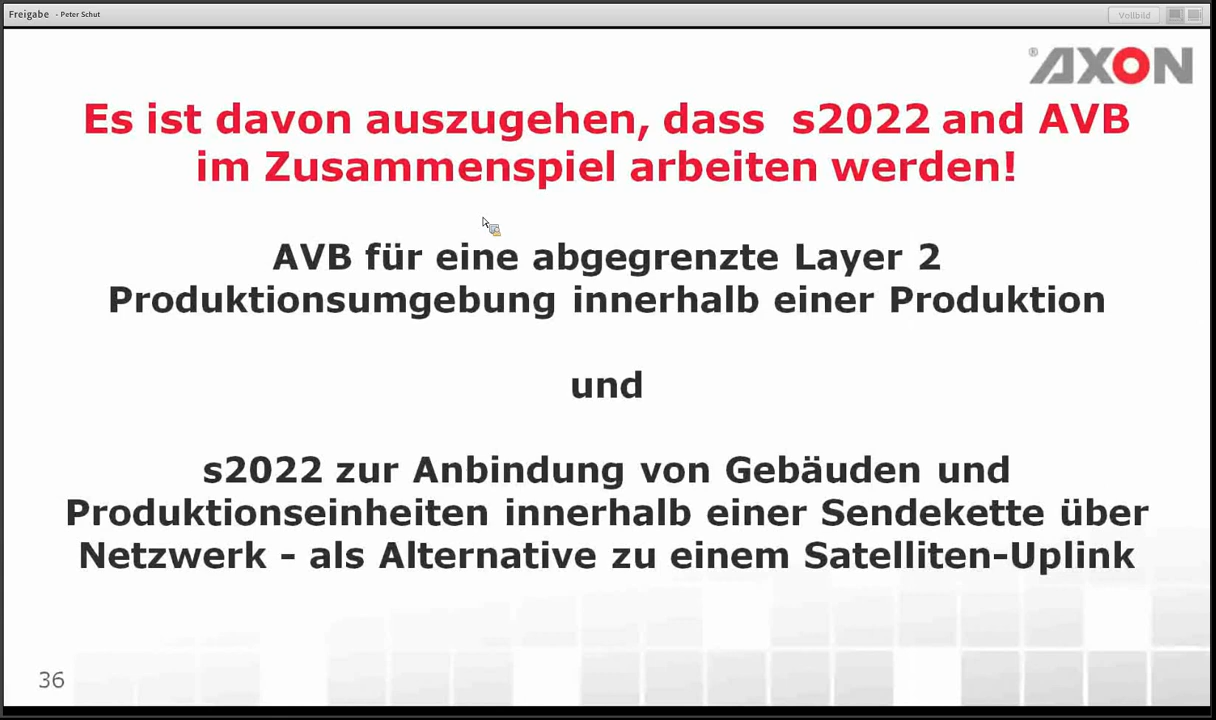 Freigabe - Peter Schut
Vollbild
® AXON
Es ist davon auszugehen, dass s2022 and AVB
im Zusammenspiel arbeiten werden!
AVB für eine abgegrenzte Layer 2
Produktionsumgebung innerhalb einer Produktion
und
s2022 zur Anbindung von Gebäuden und
Produktionseinheiten innerhalb einer Sendekette über
Netzwerk - als Alternative zu einem Satelliten-Uplink
36